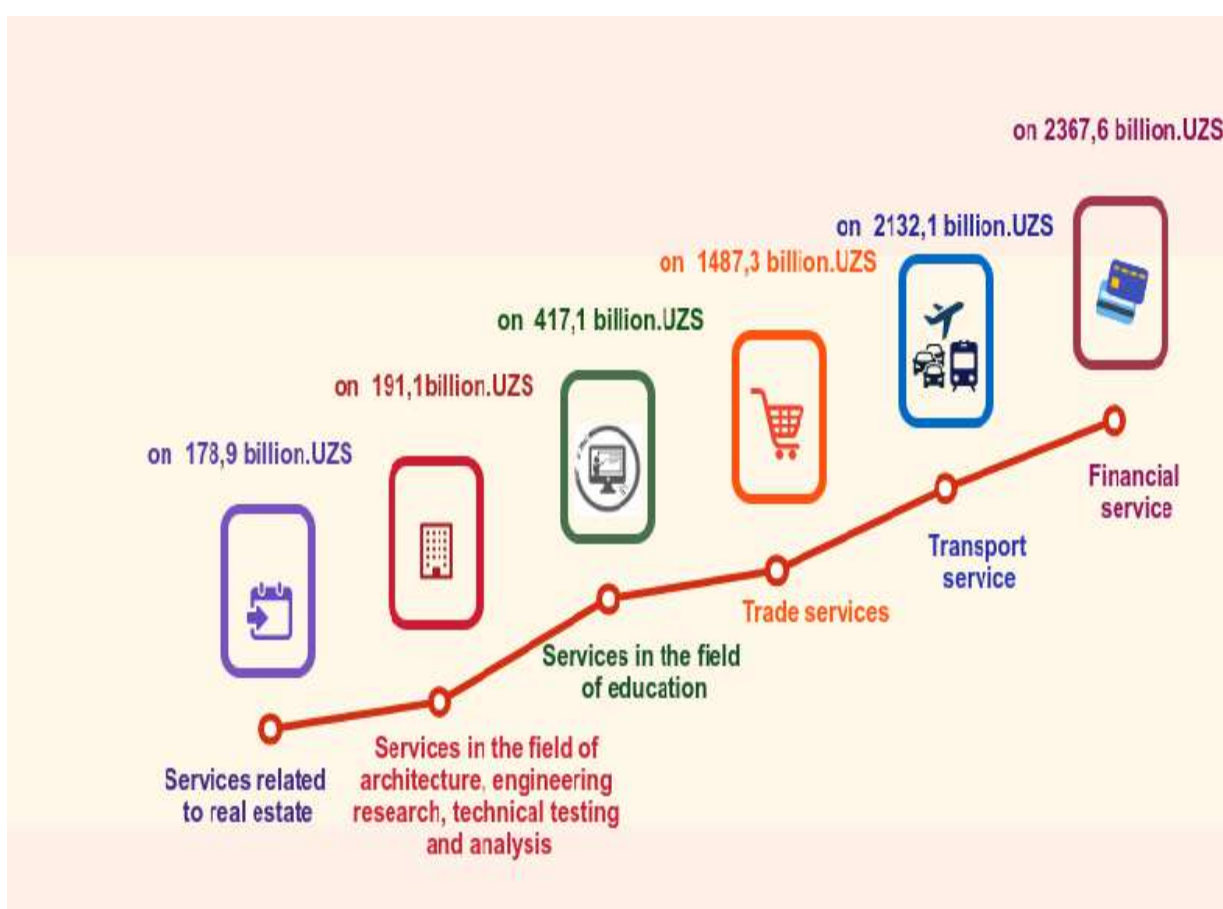 on 2367,6 billion.UZS
on 2132,1 billion.UZS
on 1487,3 billion.UZS
on 417,1 billion.UZS
on 191,1billion.UZS
on 178,9 billion.UZS
Financial
service
Transport
service
Trade services
Services in the field
of education
Services in the field of
architecture, engineering
research, technical testing
and analysis
Services related
to real estate